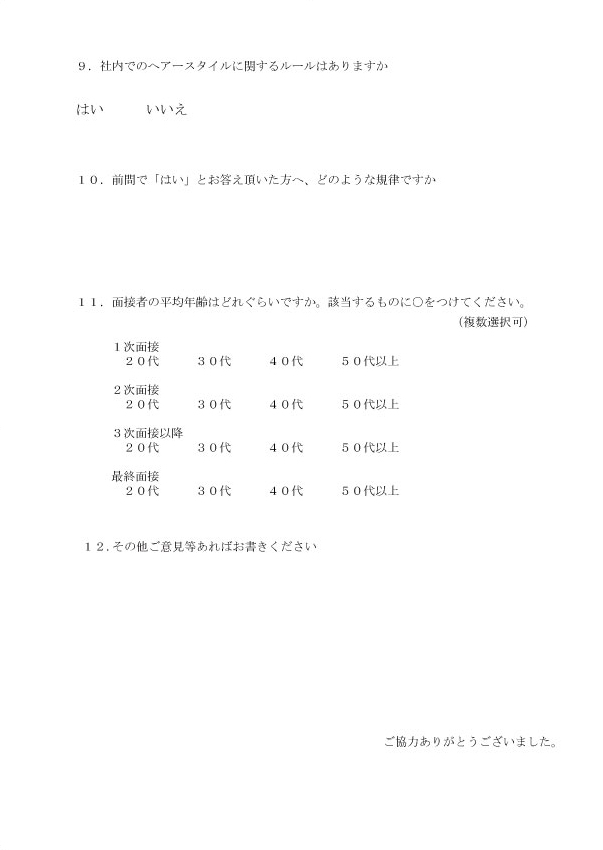 ９．社内でのヘアースタイルに関するルールはありますか
はい　　　いいえ
１０．前問で「はい」とお答え頂いた方へ、どのような規律ですか
１１．面接者の平均年齢はどれぐらいですか。該当するものに○をつけてください。
（複数選択可）
１次面接
２０代　　　３０代　　　４０代　　　５０代以上
２次面接
２０代　　　３０代　　　４０代　　　５０代以上
３次面接以降
２０代　　　３０代　　　４０代　　　５０代以上
最終面接
２０代　　　３０代　　　４０代　　　５０代以上
１２.その他ご意見等あればお書きください
ご協力ありがとうございました。